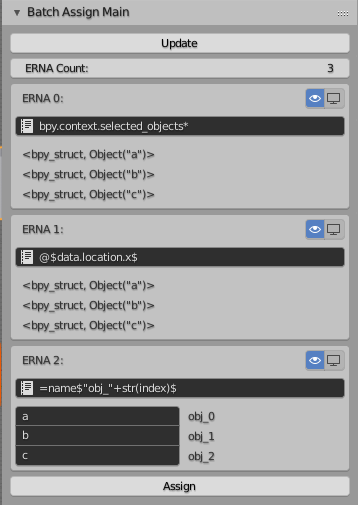 Batch Assign Main
Update
ERNA Count: 3
ERNA 0:
bpy.context.selected_objects*
<bpy_struct, Object("a")>
<bpy_struct, Object("b")>
<bpy_struct, Object("c")>
ERNA 1:
@$data.location.x$
<bpy_struct, Object("a")>
<bpy_struct, Object("b")>
<bpy_struct, Object("c")>
ERNA 2:
=name$"obj_"+str(index)$
a obj_0
b obj_1
c obj_2
Assign